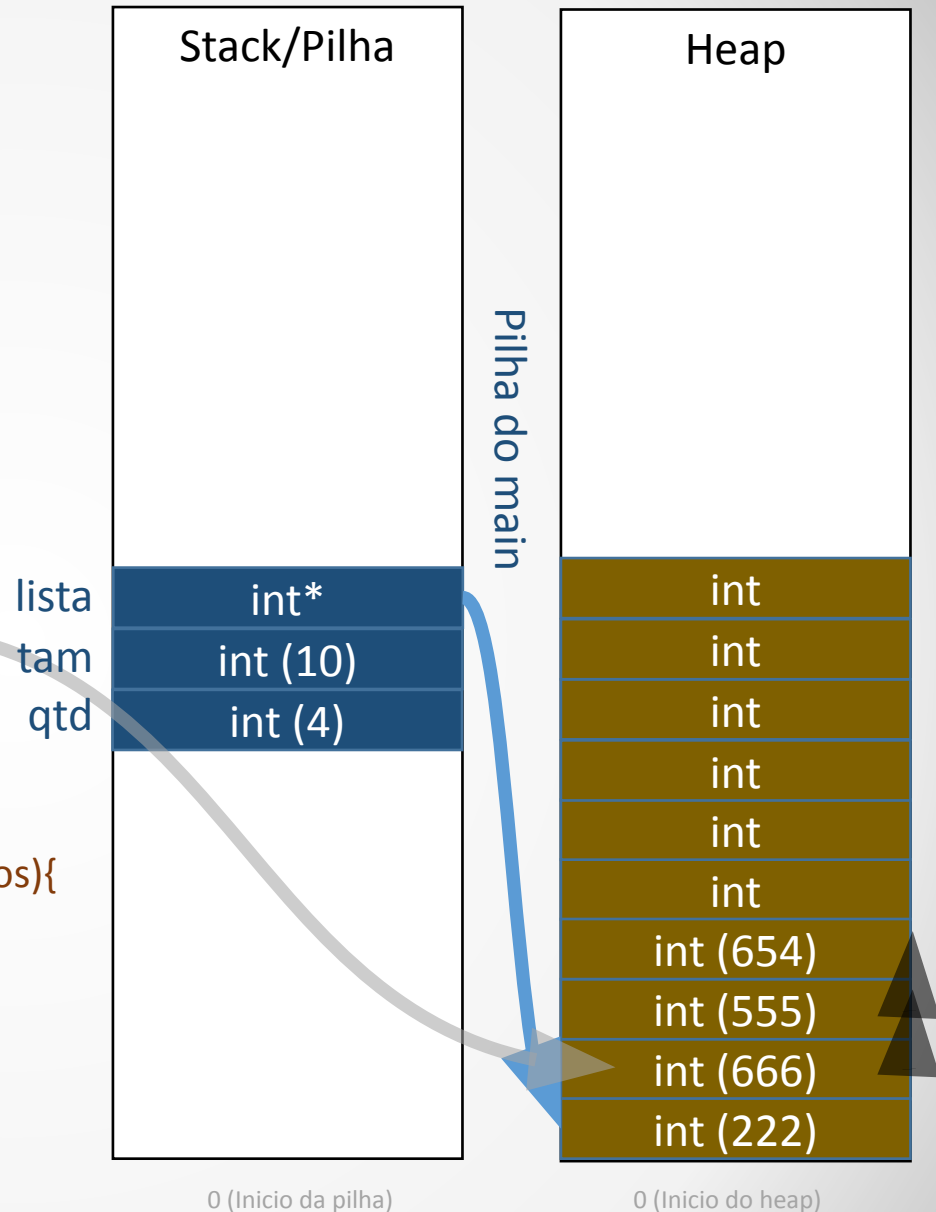 Stack/Pilha
Heap
Pilha do main
lista
int*
tam
int (10)
qtd
int (4)
os){
int
int
int
int
int
int
int (654)
int (555)
int (666)
int (222)
0 (Inicio da pilha)
0 (Inicio do heap)